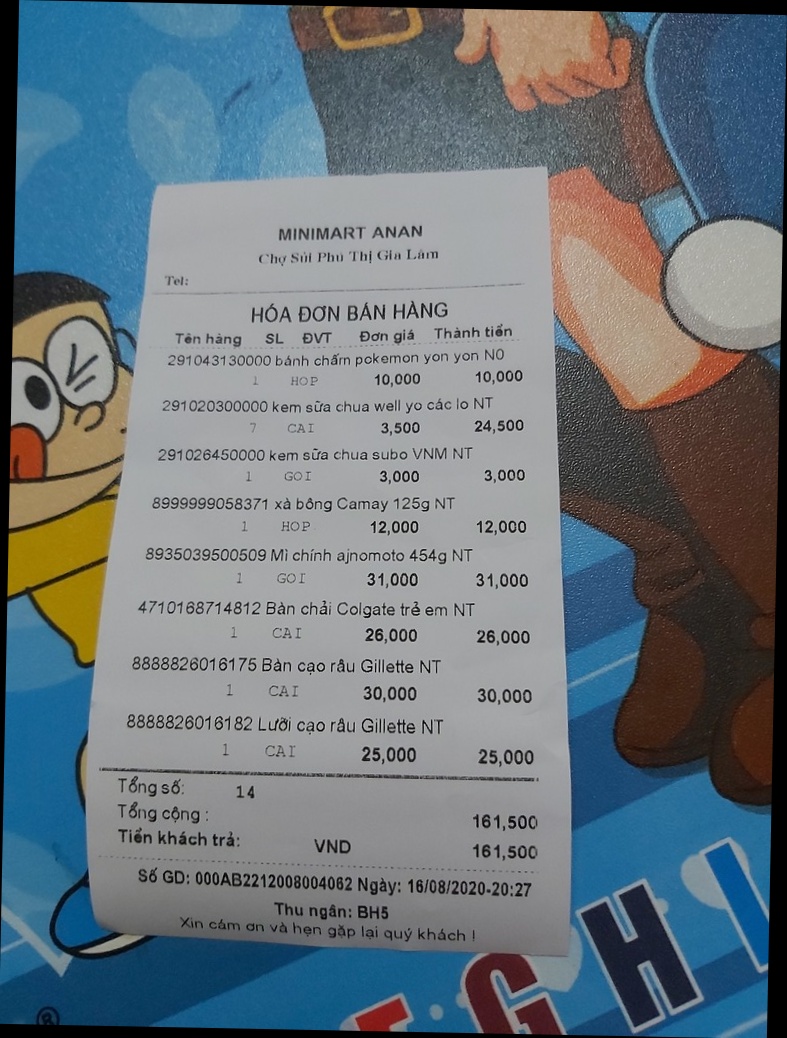 MINIMART ANAN
Chợ Sủi Phú Thị Gia Lâm
Tel:
HÓA ĐƠN BÁN HÀNG
Tên hàng SL ĐVT Đơn giá Thành tiền
291043130000 bánh chấm pokemon yon yon N0
1 HOP 10,000 10,000
291020300000 kem sữa chua well yo các lo NT
7 CAI 3,500 24,500
291026450000 kem sữa chua subo VNM NT
1 GOI 3,000 3,000
8999999058371 xà bông Camay 125g NT
1 HOP 12,000 12,000
8935039500509 Mì chính ajnomoto 454g NT
1 GOI 31,000 31,000
4710168714812 Bàn chải Colgate trẻ em NT
1 CAI 26,000 26,000
8888826016175 Bàn cạo râu Gillette NT
1 CAI 30,000 30,000
8888826016182 Lưỡi cạo râu Gillette NT
1 CAI 25,000 25,000
Tổng số: 14
Tổng cộng : 161,500
Tiền khách trả: VND 161,500
Số GD: 000AB2212008004062 Ngày: 16/08/2020-20:27
Thu ngân: BH5
Xin cám ơn và hẹn gặp lại quý khách !
G H I
®